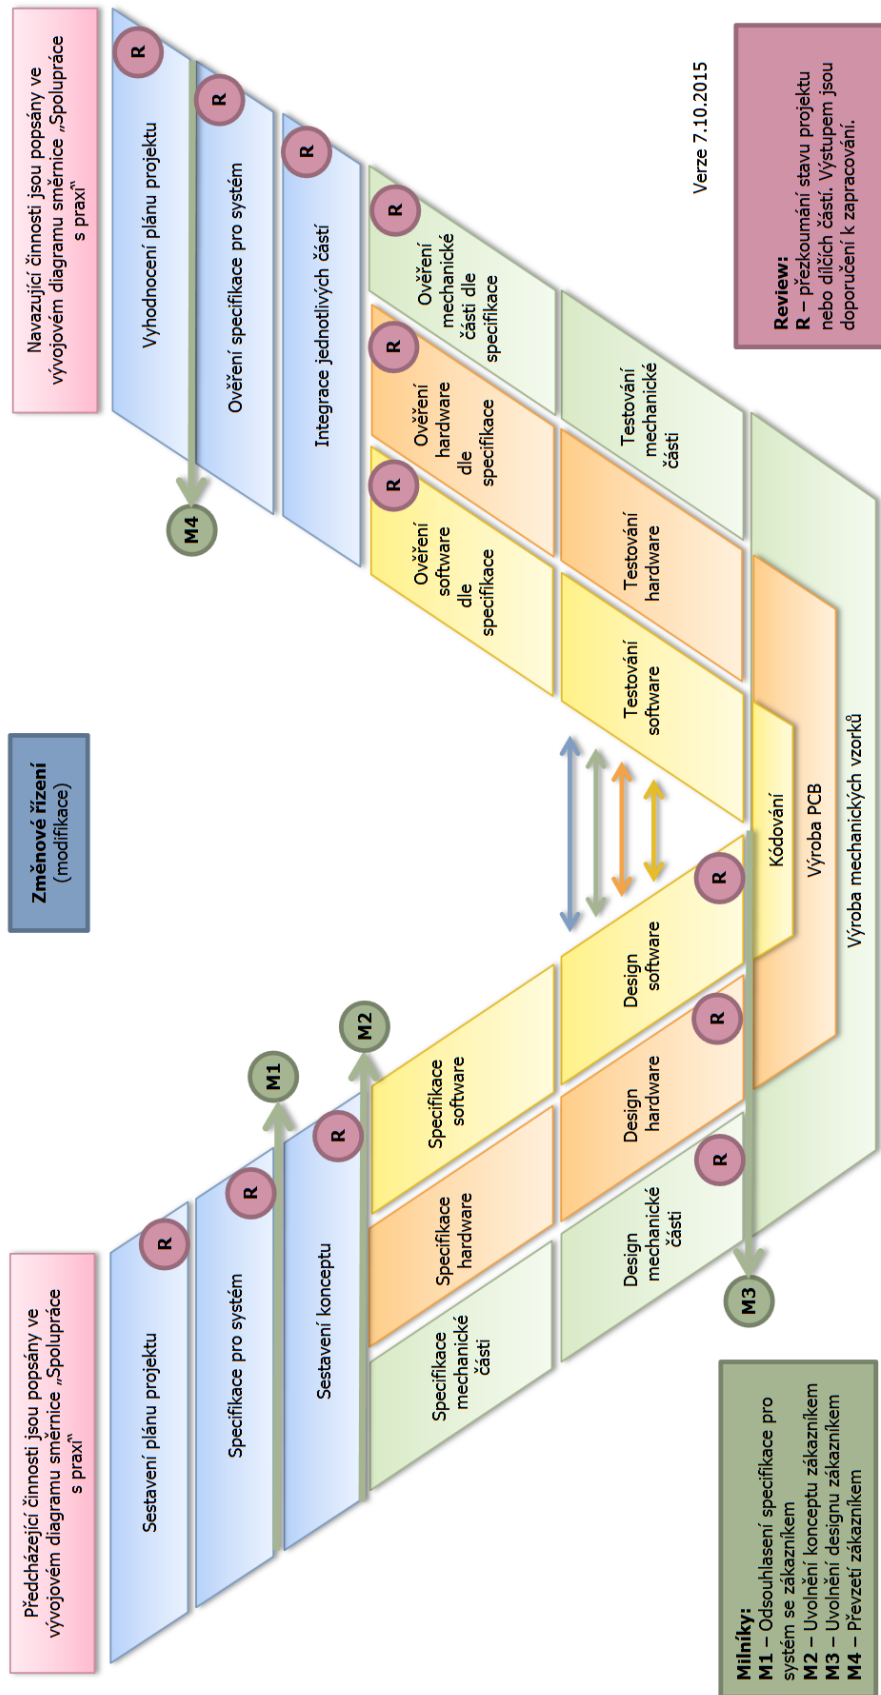 Předcházející činnosti jsou popsány ve
vývojovém diagramu směrnice „Spolupráce
s praxí“
Změnové řízení
(modifikace)
Navazující činnosti jsou popsány ve
vývojovém diagramu směrnice „Spolupráce
s praxí“
Sestavení plánu projektu
R
Vyhodnocení plánu projektu
R
M4
Specifikace pro systém
R
Ověření specifikace pro systém
R
M1
Sestavení konceptu
R
Integrace jednotlivých částí
R
M2
Specifikace
mechanické
části
Specifikace
hardware
Specifikace
software
Ověření
software
dle
specifikace
R
Ověření
hardware
dle
specifikace
R
Ověření
mechanické
části dle
specifikace
R
Design
mechanické
části
R
Design
hardware
R
Design
software
R
Testování
software
Testování
hardware
Testování
mechanické
části
M3
Kódování
Výroba PCB
Výroba mechanických vzorků
Verze 7.10.2015
Milníky:
M1 – Odsouhlasení specifikace pro
systém se zákazníkem
M2 – Uvolnění konceptu zákazníkem
M3 – Uvolnění designu zákazníkem
M4 – Převzetí zákazníkem
Review:
R – přezkoumání stavu projektu
nebo dílčích částí. Výstupem jsou
doporučení k zapracování.